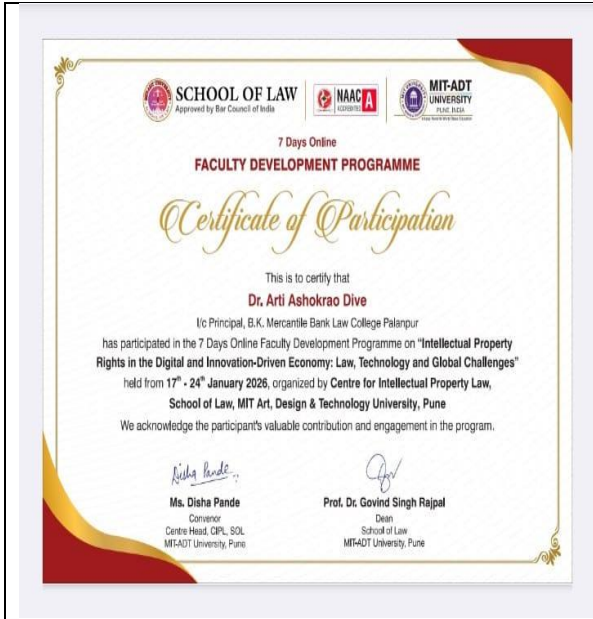 SCHOOL OF LAW
Approved by Bar Council of India
NAAC
ACCREDITED
A
MIT-ADT
UNIVERSITY
PUNE, INDIA
7 Days Online
FACULTY DEVELOPMENT PROGRAMME
Certificate of Participation
This is to certify that
Dr. Arti Ashokrao Dive
I/c Principal, B.K. Mercantile Bank Law College Palanpur
has participated in the 7 Days Online Faculty Development Programme on "Intellectual Property
Rights in the Digital and Innovation-Driven Economy: Law, Technology and Global Challenges"
held from 17th - 24th January 2026, organized by Centre for Intellectual Property Law,
School of Law, MIT Art, Design & Technology University, Pune
We acknowledge the participant's valuable contribution and engagement in the program.
Disha Pande
Ms. Disha Pande
Prof. Dr. Govind Singh Rajpal
Convenor
Dean
Centre Head, CIPL, SOL
School of Law
MIT-ADT University, Pune
MIT-ADT University, Pune